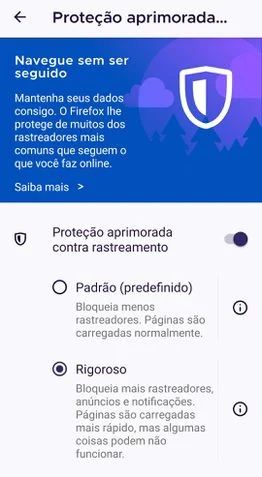 Proteção aprimorada...
Navegue sem ser
seguido
Mantenha seus dados
consigo. O Firefox lhe
protege de muitos dos
rastreadores mais
comuns que seguem o
que você faz online.
Saiba mais >
Proteção aprimorada
contra rastreamento
Padrão (predefinido)
Bloqueia menos
rastreadores. Páginas são
carregadas normalmente.
Rigoroso
Bloqueia mais rastreadores,
anúncios e notificações.
Páginas são carregadas
mais rápido, mas algumas
coisas podem não
funcionar.